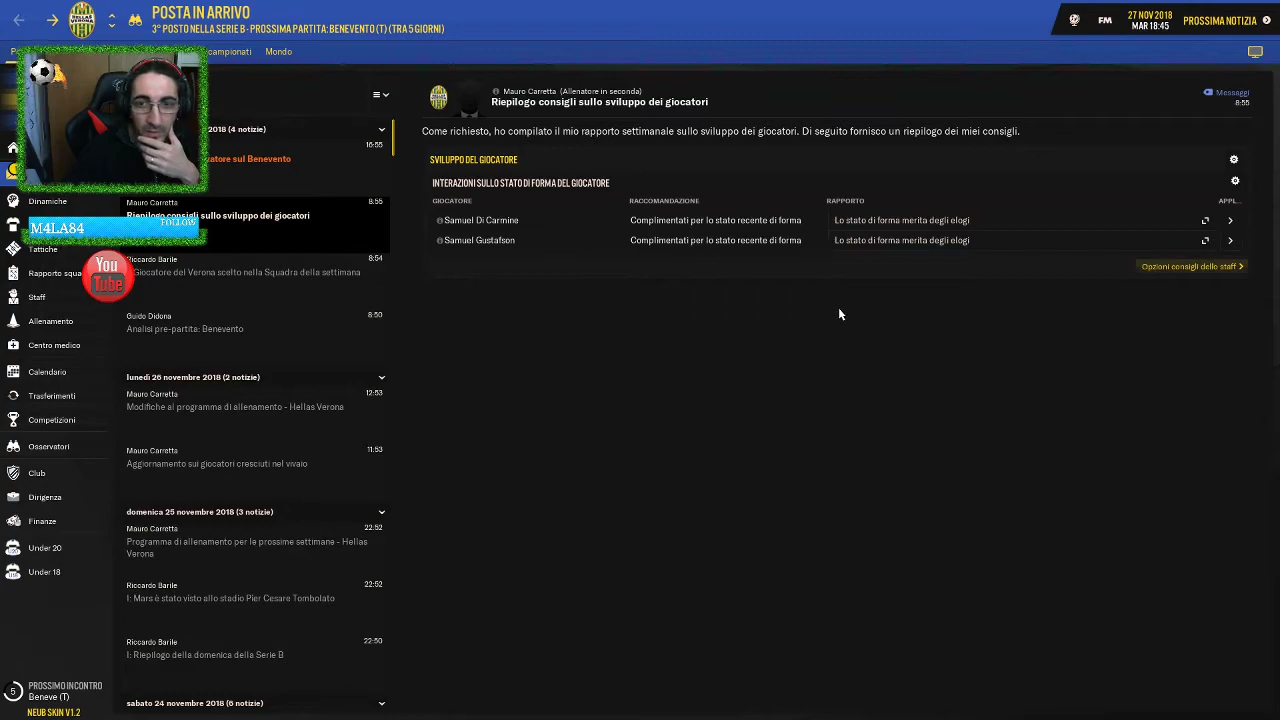 POSTA IN ARRIVO
3° POSTO NELLA SERIE B - PROSSIMA PARTITA: BENEVENTO (T) (TRA 5 GIORNI)
FM
27 NOV 2018
MAR 18:45
PROSSIMA NOTIZIA
campionati
Mondo
2018 (4 notizie)
16:55
vatore sul Benevento
Mauro Carretta
8:55
Riepilogo consigli sullo sviluppo dei giocatori
M4LA84
FOLLOW
You
Tube
Riccardo Barile
8:54
Giocatore del Verona scelto nella Squadra della settimana
Guido Didona
8:50
Analisi pre-partita: Benevento
lunedì 26 novembre 2018 (2 notizie)
Mauro Carretta
12:53
Modifiche al programma di allenamento - Hellas Verona
Mauro Carretta
11:53
Aggiornamento sui giocatori cresciuti nel vivaio
domenica 25 novembre 2018 (3 notizie)
Mauro Carretta
22:52
Programma di allenamento per le prossime settimane - Hellas
Verona
Riccardo Barile
22:52
I: Mars è stato visto allo stadio Pier Cesare Tombolato
Riccardo Barile
22:50
I: Riepilogo della domenica della Serie B
sabato 24 novembre 2018 (6 notizie)
Dinamiche
Tattiche
Rapporto squa
Staff
Allenamento
Centro medico
Calendario
Trasferimenti
Competizioni
Osservatori
Club
Dirigenza
Finanze
Under 20
Under 18
5
PROSSIMO INCONTRO
Beneve (T)
NEUB SKIN V1.2
Mauro Carretta (Allenatore in seconda)
Riepilogo consigli sullo sviluppo dei giocatori
Messaggi
8:55
Come richiesto, ho compilato il mio rapporto settimanale sullo sviluppo dei giocatori. Di seguito fornisco un riepilogo dei miei consigli.
SVILUPPO DEL GIOCATORE
INTERAZIONI SULLO STATO DI FORMA DEL GIOCATORE
GIOCATORE
RACCOMANDAZIONE
RAPPORTO
APPL...
Samuel Di Carmine
Complimentati per lo stato recente di forma
Lo stato di forma merita degli elogi
Samuel Gustafson
Complimentati per lo stato recente di forma
Lo stato di forma merita degli elogi
Opzioni consigli dello staff